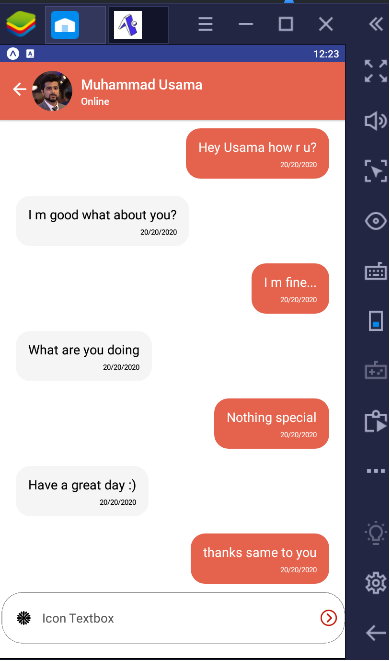 12:23
Muhammad Usama
Online
Hey Usama how r u?
20/20/2020
I m good what about you?
20/20/2020
I m fine...
20/20/2020
What are you doing
20/20/2020
Nothing special
20/20/2020
Have a great day :)
20/20/2020
thanks same to you
20/20/2020
Icon Textbox